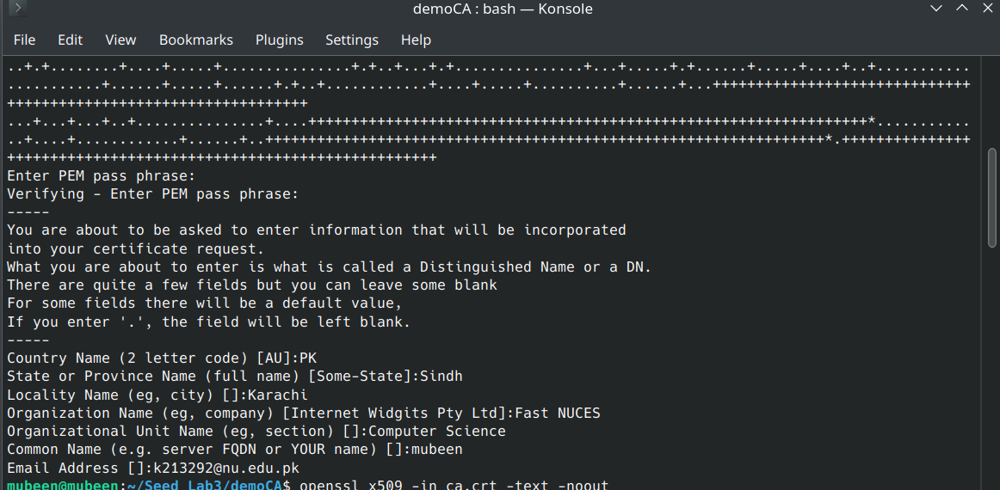 demoCA : bash — Konsole
File Edit View Bookmarks Plugins Settings Help
..+.+........+....+.....+...............+.+..+...+.+...............+...+.....+.+......+.....+....+..+...........
...........+......+.....+......+.+..+............+....+.....+..........+......+...++++++++++++++++++++++++++++++
+++++++++++++++++++++++++++++++++++
...+...+...+..+...............+....+++++++++++++++++++++++++++++++++++++++++++++++++++++++++++++++++*...........
..+....+............+......+..+++++++++++++++++++++++++++++++++++++++++++++++++++++++++++++++++*.+++++++++++++++
++++++++++++++++++++++++++++++++++++++++++++++++++
Enter PEM pass phrase:
Verifying - Enter PEM pass phrase:
-----
You are about to be asked to enter information that will be incorporated
into your certificate request.
What you are about to enter is what is called a Distinguished Name or a DN.
There are quite a few fields but you can leave some blank
For some fields there will be a default value,
If you enter '.', the field will be left blank.
-----
Country Name (2 letter code) [AU]:PK
State or Province Name (full name) [Some-State]:Sindh
Locality Name (eg, city) []:Karachi
Organization Name (eg, company) [Internet Widgits Pty Ltd]:Fast NUCES
Organizational Unit Name (eg, section) []:Computer Science
Common Name (e.g. server FQDN or YOUR name) []:mubeen
Email Address []:k213292@nu.edu.pk
mubeen@mubeen:~/Seed_Lab3/demoCA$ openssl x509 -in ca.crt -text -noout